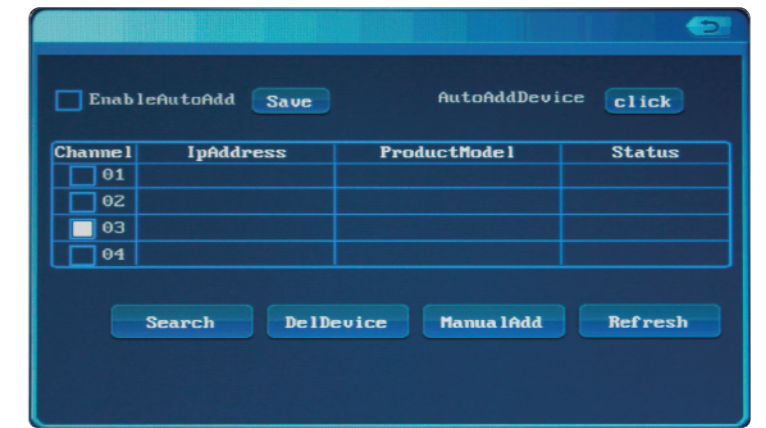 EnableAutoAdd Save AutoAddDevice click
Channel IpAddress ProductModel Status
01
02
03
04
Search DelDevice ManualAdd Refresh